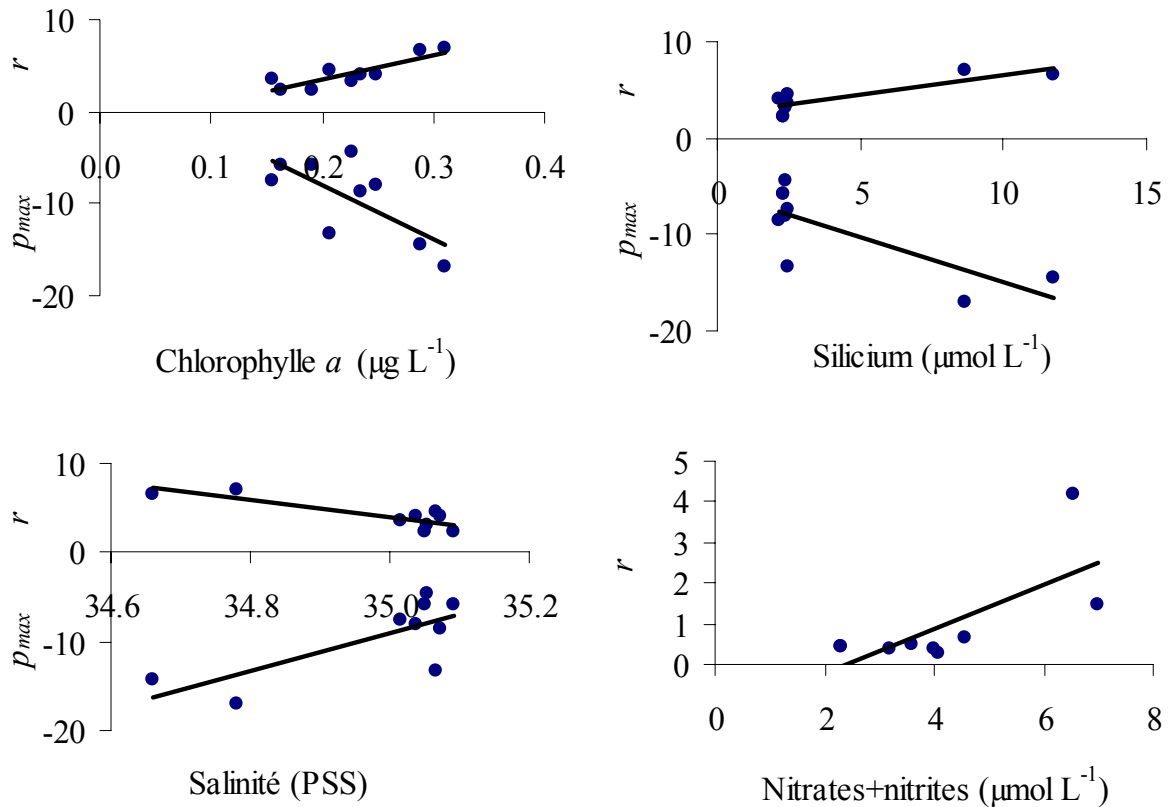 10
r
0
0.0 0.1 0.2 0.3 0.4
-10
pmax
-20
Chlorophylle a (µg L-1)
10
r
0
0 5 10 15
-10
pmax
-20
Silicium (µmol L-1)
10
r
0
34.6 34.8 35.0 35.2
-10
pmax
-20
Salinité (PSS)
5
4
3
r
2
1
0
0 2 4 6 8
Nitrates+nitrites (µmol L-1)